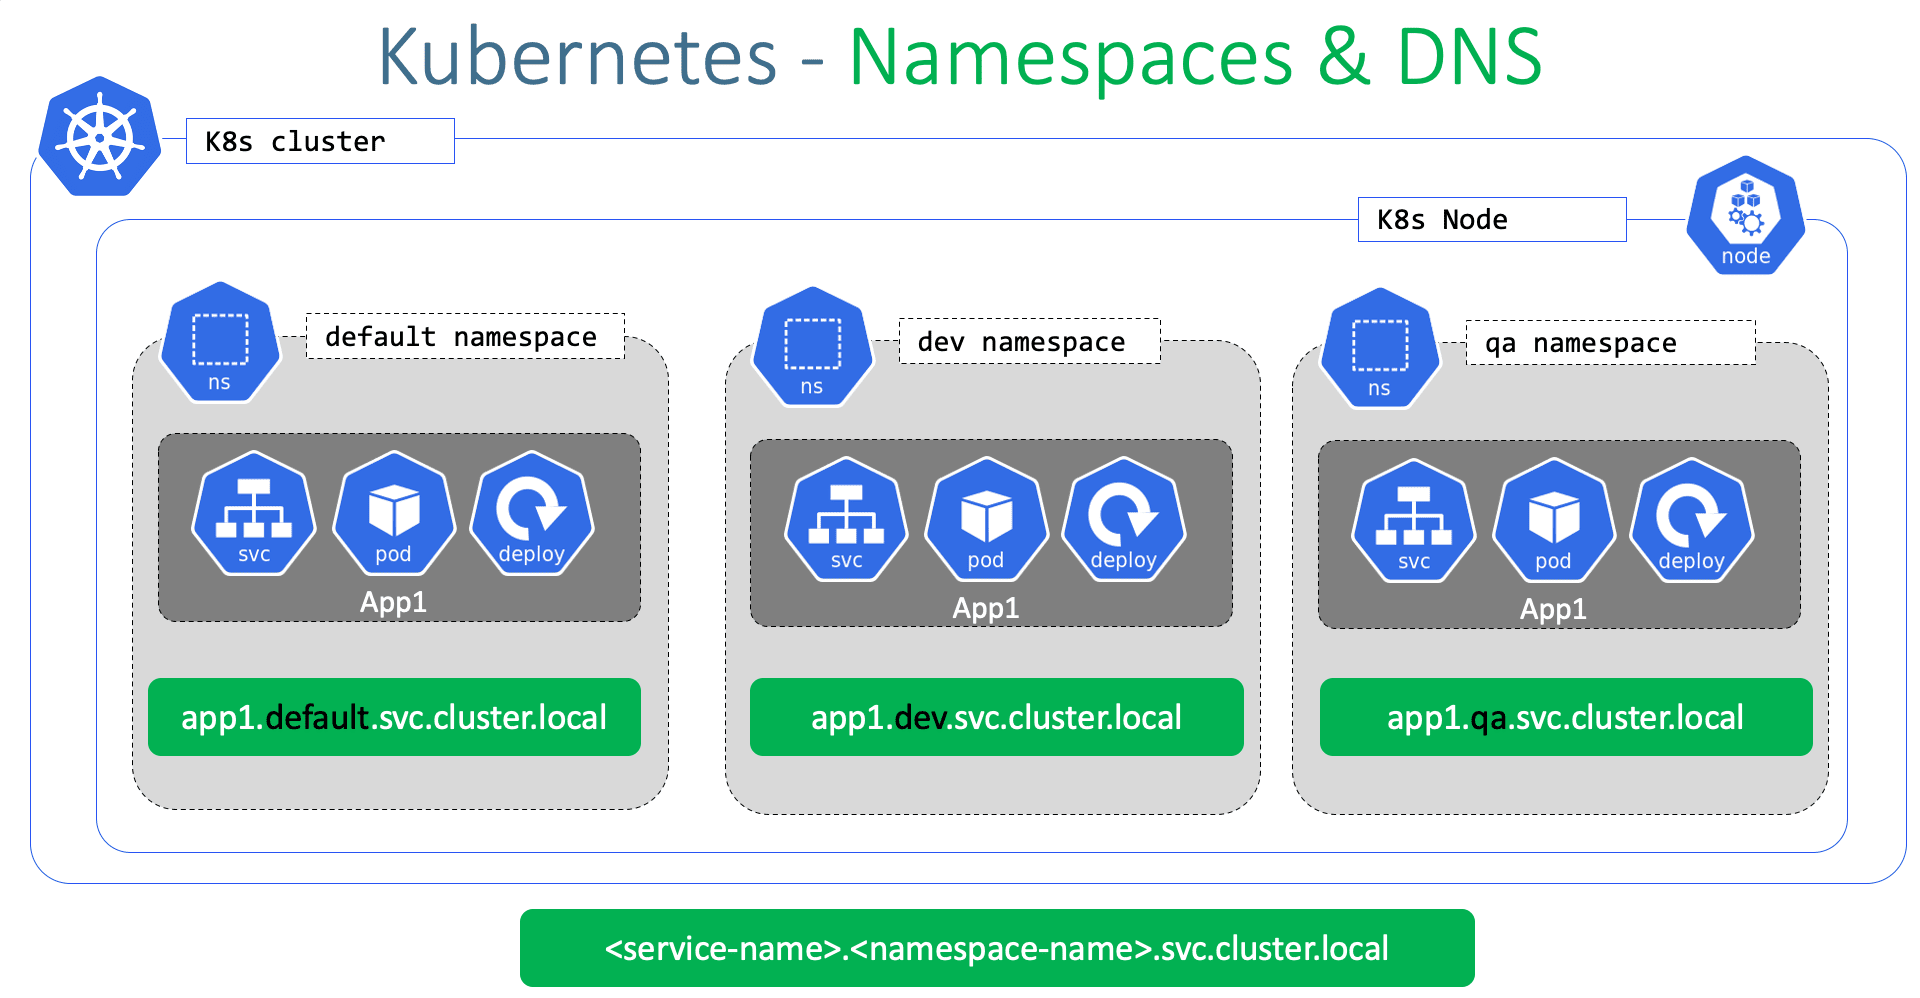 Kubernetes - Namespaces & DNS
K8s cluster
K8s Node
node
ns
default namespace
svc
pod
deploy
App1
app1.default.svc.cluster.local
ns
dev namespace
svc
pod
deploy
App1
app1.dev.svc.cluster.local
ns
qa namespace
svc
pod
deploy
App1
app1.qa.svc.cluster.local
<service-name>.<namespace-name>.svc.cluster.local